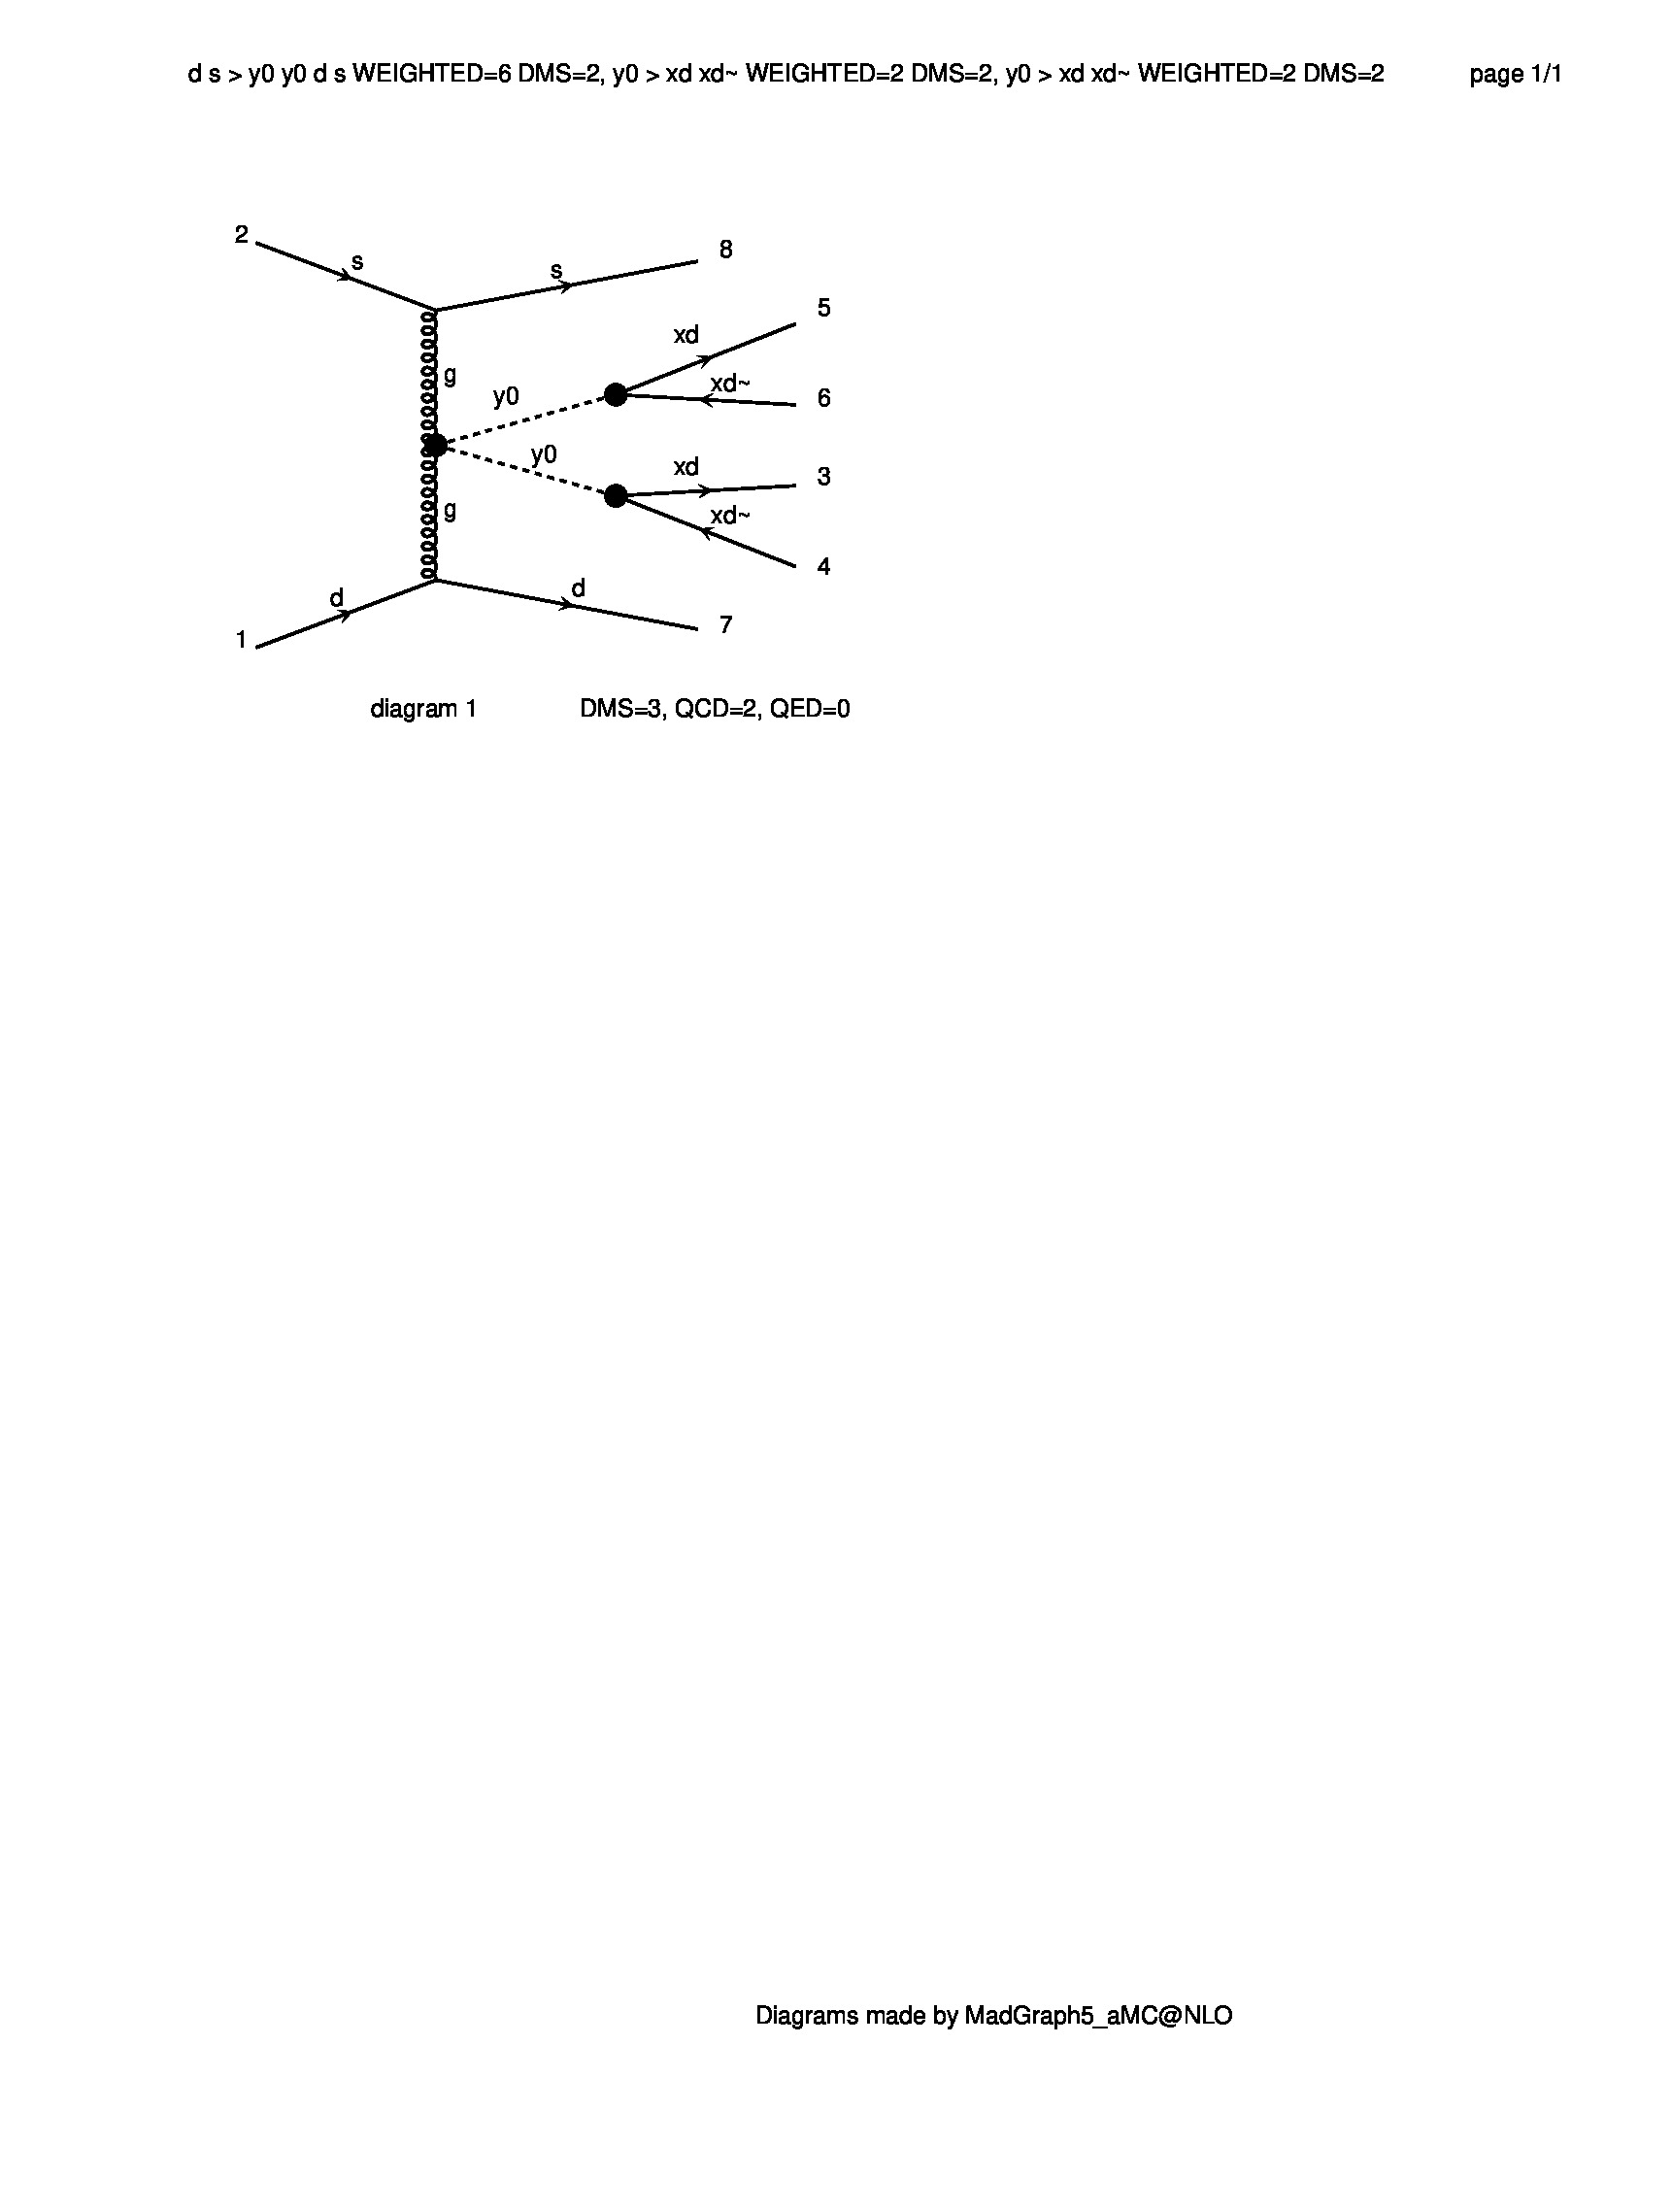 d s > y0 y0 d s WEIGHTED=6 DMS=2, y0 > xd xd~ WEIGHTED=2 DMS=2, y0 > xd xd~ WEIGHTED=2 DMS=2 page 1/1
2
s
s
8
5
xd
g
xd~
y0
6
y0
xd
3
g
xd~
4
d
d
7
1
diagram 1 DMS=3, QCD=2, QED=0
Diagrams made by MadGraph5_aMC@NLO